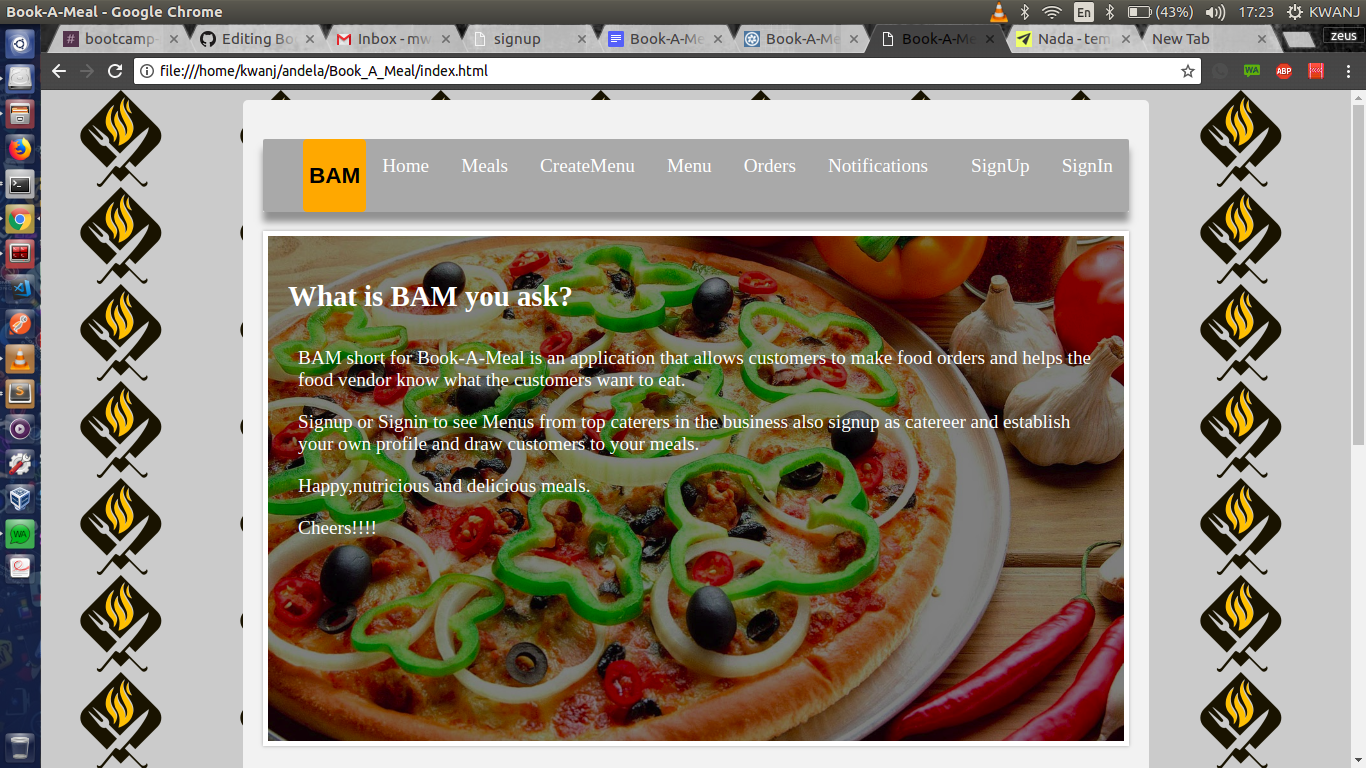 Book-A-Meal - Google Chrome
En
(43%)
17:23
KWANJ
bootcamp-
Editing Bo
Inbox - mw
signup
Book-A-Me
Book-A-Me
Book-A-Me
Nada - tem
New Tab
zeus
file:///home/kwanj/andela/Book_A_Meal/index.html
WA
ABP
BAM
Home
Meals
CreateMenu
Menu
Orders
Notifications
SignUp
SignIn
What is BAM you ask?
BAM short for Book-A-Meal is an application that allows customers to make food orders and helps the
food vendor know what the customers want to eat.
Signup or Signin to see Menus from top caterers in the business also signup as catereer and establish
your own profile and draw customers to your meals.
Happy,nutricious and delicious meals.
Cheers!!!!
WA